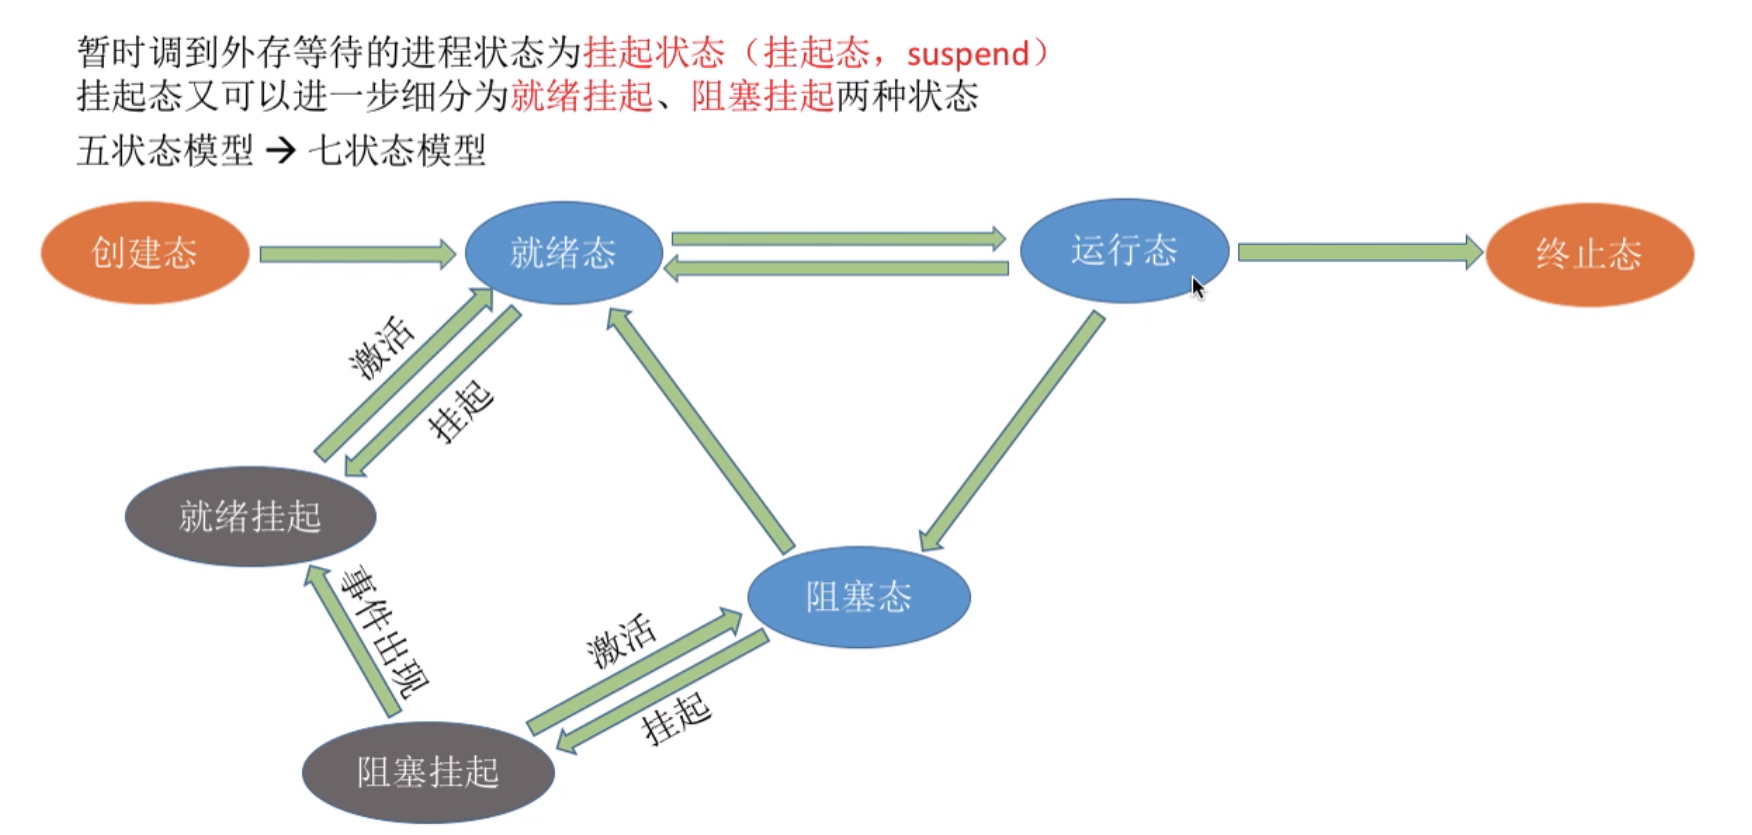 暂时调到外存等待的进程状态为挂起状态（挂起态，suspend）
挂起态又可以进一步细分为就绪挂起、阻塞挂起两种状态
五状态模型 → 七状态模型
创建态
就绪态
运行态
终止态
激活
挂起
就绪挂起
事件出现
阻塞态
激活
挂起
阻塞挂起